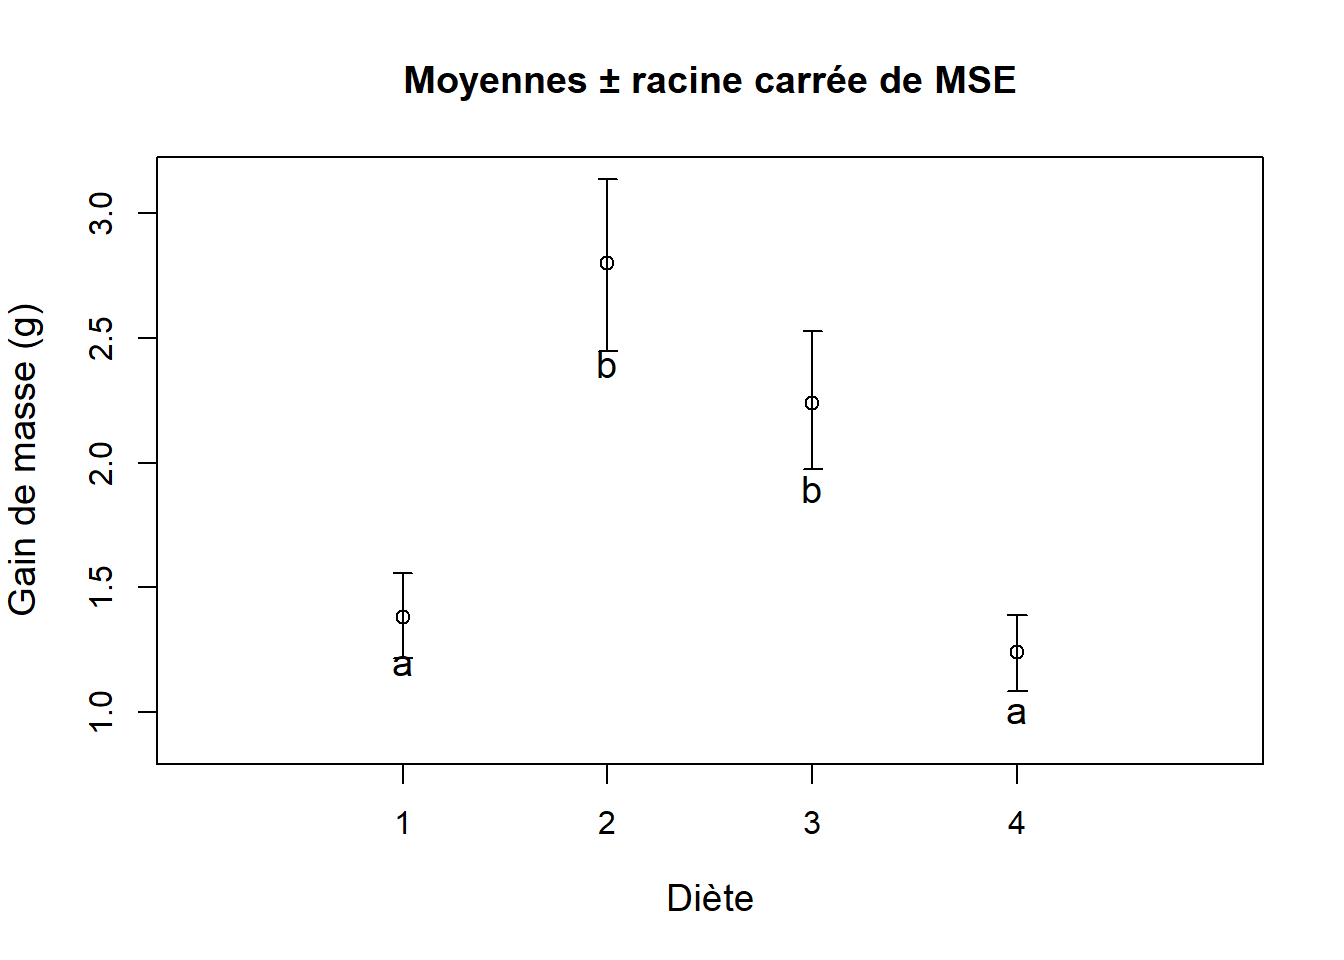 Moyennes ± racine carrée de MSE
Gain de masse (g)
3.0
2.5
2.0
1.5
1.0
b
b
a
a
1 2 3 4
Diète